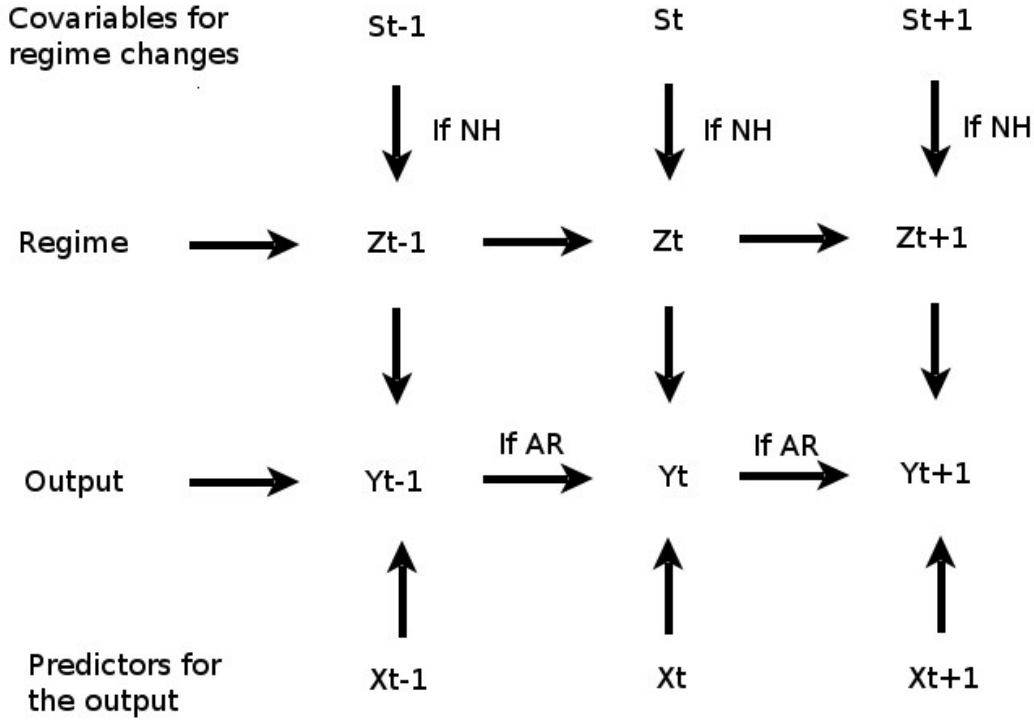 Covariables for
regime changes
St-1
St
St+1
If NH
If NH
If NH
Regime
Zt-1
Zt
Zt+1
If AR
If AR
Output
Yt-1
Yt
Yt+1
Predictors for
the output
Xt-1
Xt
Xt+1